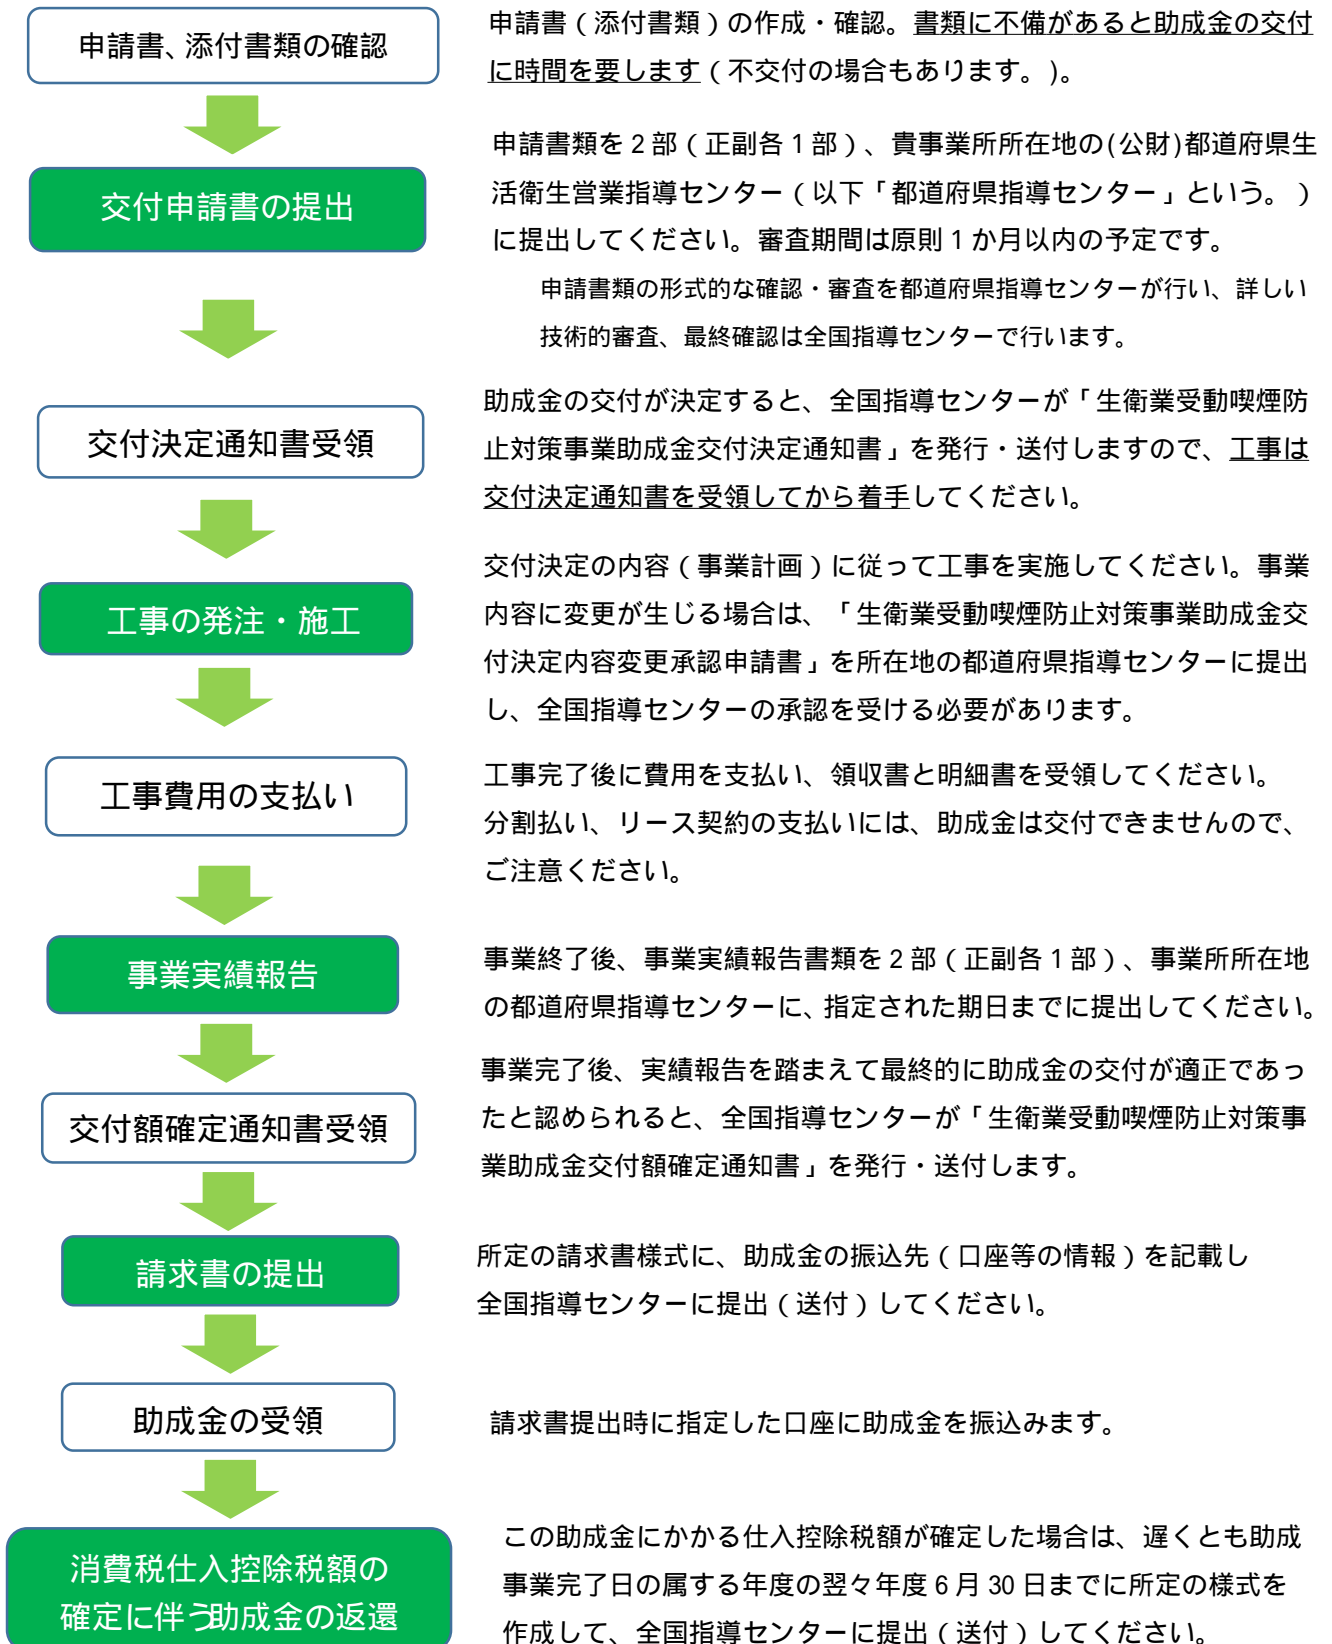 申請書、添付書類の確認
申請書（添付書類）の作成・確認。書類に不備があると助成金の交付
に時間を要します（不交付の場合もあります。)。
交付申請書の提出
申請書類を２部（正副各１部）、貴事業所所在地の(公財)都道府県生
活衛生営業指導センター（以下「都道府県指導センター」という。）
に提出してください。審査期間は原則１か月以内の予定です。
申請書類の形式的な確認・審査を都道府県指導センターが行い、詳しい
技術的審査、最終確認は全国指導センターで行います。
交付決定通知書受領
助成金の交付が決定すると、全国指導センターが「生衛業受動喫煙防
止対策事業助成金交付決定通知書」を発行・送付しますので、工事は
交付決定通知書を受領してから着手してください。
工事の発注・施工
交付決定の内容（事業計画）に従って工事を実施してください。事業
内容に変更が生じる場合は、「生衛業受動喫煙防止対策事業助成金交
付決定内容変更承認申請書」を所在地の都道府県指導センターに提出
し、全国指導センターの承認を受ける必要があります。
工事費用の支払い
工事完了後に費用を支払い、領収書と明細書を受領してください。
分割払い、リース契約の支払いには、助成金は交付できませんので、
ご注意ください。
事業実績報告
事業終了後、事業実績報告書類を２部（正副各１部）、事業所所在地
の都道府県指導センターに、指定された期日までに提出してください。
交付額確定通知書受領
事業完了後、実績報告を踏まえて最終的に助成金の交付が適正であっ
たと認められると、全国指導センターが「生衛業受動喫煙防止対策事
業助成金交付額確定通知書」を発行・送付します。
請求書の提出
所定の請求書様式に、助成金の振込先（口座等の情報）を記載し
全国指導センターに提出（送付）してください。
助成金の受領
請求書提出時に指定した口座に助成金を振込みます。
消費税仕入控除税額の
確定に伴う助成金の返還
この助成金にかかる仕入控除税額が確定した場合は、遅くとも助成
事業完了日の属する年度の翌々年度６月 30 日までに所定の様式を
作成して、全国指導センターに提出（送付）してください。